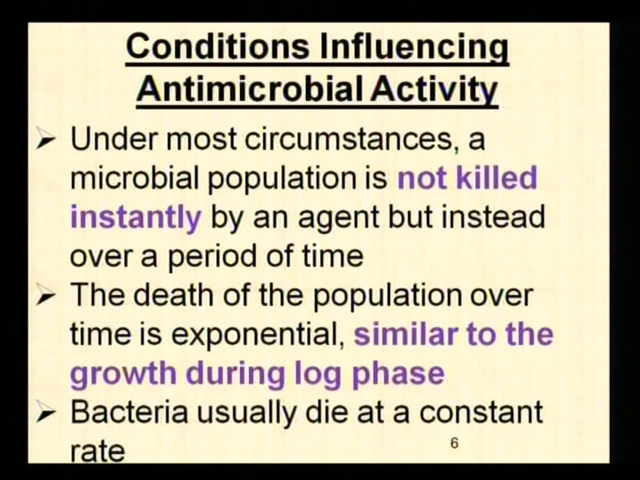 Conditions Influencing
Antimicrobial Activity
Under most circumstances, a
microbial population is not killed
instantly by an agent but instead
over a period of time
The death of the population over
time is exponential, similar to the
growth during log phase
Bacteria usually die at a constant
rate
6